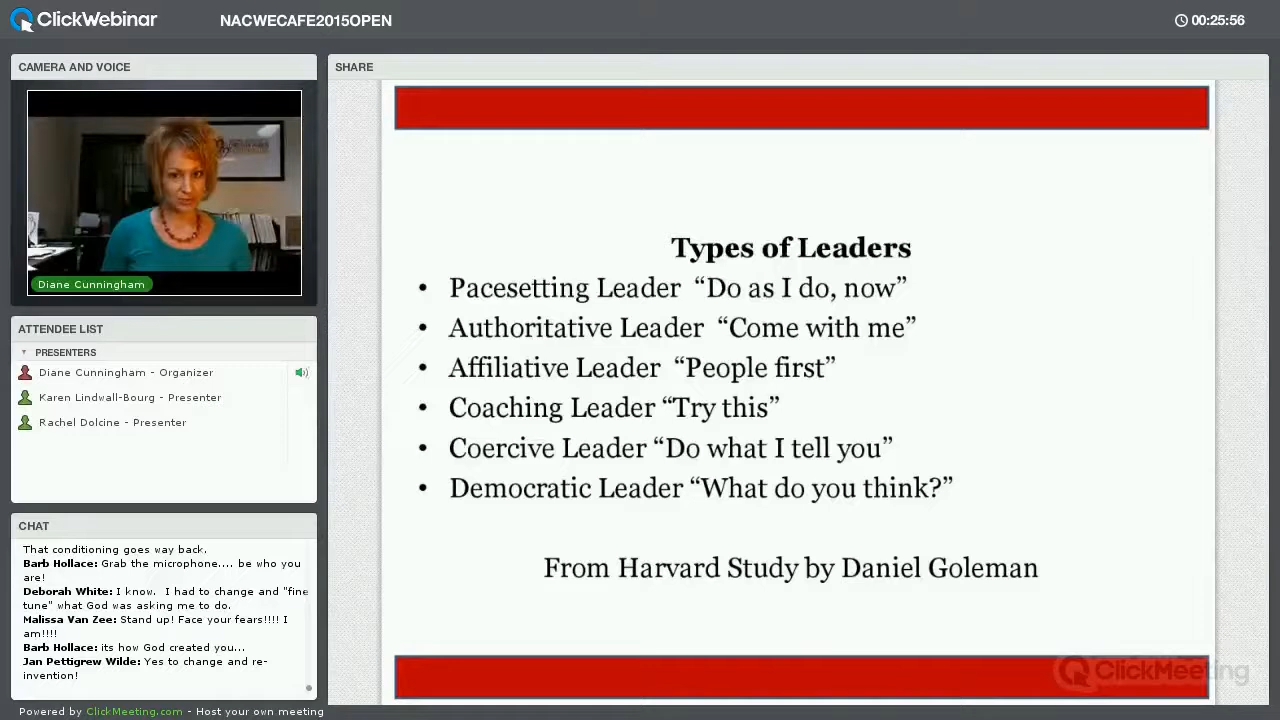 ClickWebinar
NACWECAFE2015OPEN
00:25:56
CAMERA AND VOICE
Diane Cunningham
ATTENDEE LIST
PRESENTERS
Diane Cunningham - Organizer
Karen Lindwall-Bourg - Presenter
Rachel Dolcine - Presenter
CHAT
That conditioning goes way back.
Barb Hollace: Grab the microphone.... be who you
are!
Deborah White: I know. I had to change and "fine
tune" what God was asking me to do.
Malissa Van Zee: Stand up! Face your fears!!!! I
am!!!!
Barb Hollace: its how God created you...
Jan Pettigrew Wilde: Yes to change and re-
invention!
Powered by ClickMeeting.com - Host your own meeting
SHARE
Types of Leaders
• Pacesetting Leader “Do as I do, now”
• Authoritative Leader “Come with me”
• Affiliative Leader “People first”
• Coaching Leader “Try this”
• Coercive Leader “Do what I tell you”
• Democratic Leader “What do you think?”
From Harvard Study by Daniel Goleman
ClickMeeting